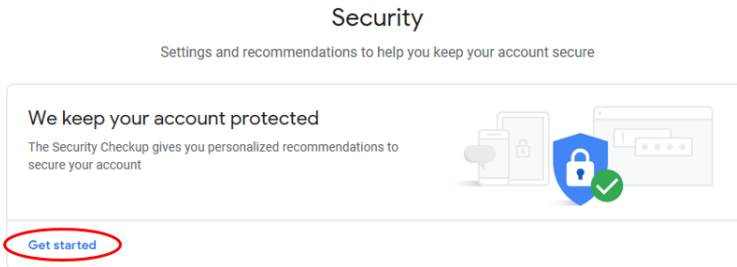 Security
Settings and recommendations to help you keep your account secure
We keep your account protected
The Security Checkup gives you personalized recommendations to
secure your account
Get started